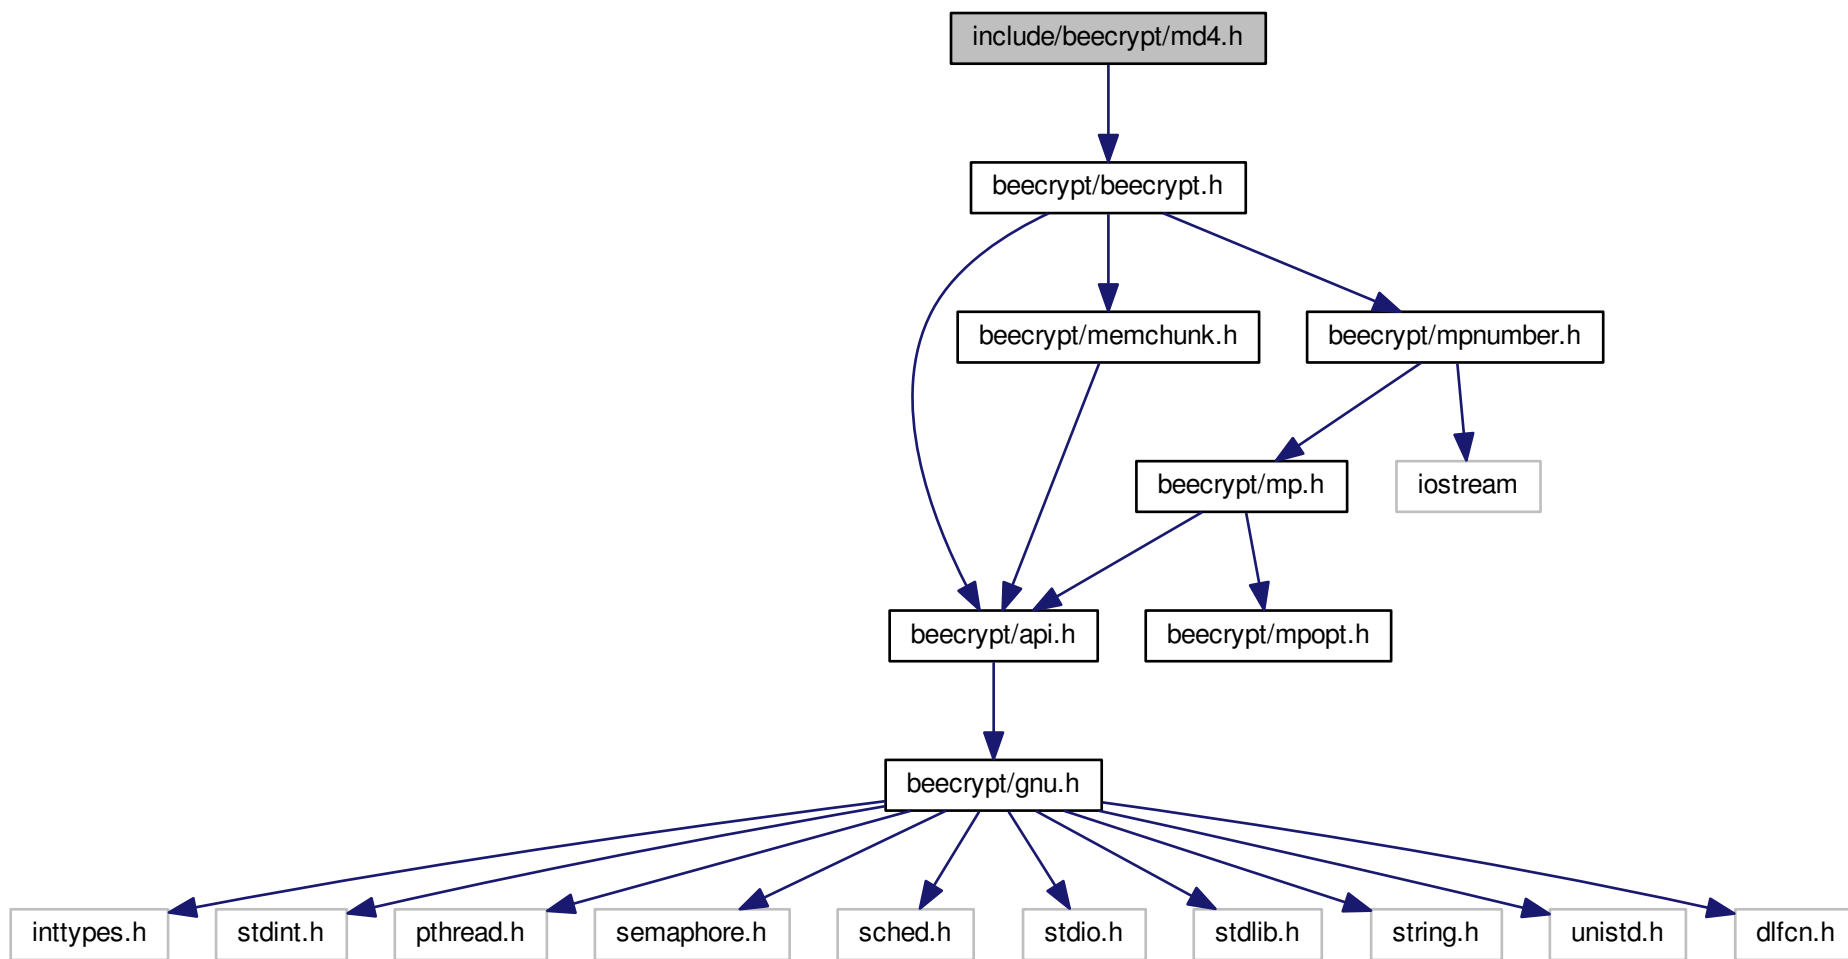 include/beecrypt/md4.h
beecrypt/beecrypt.h
beecrypt/memchunk.h
beecrypt/mpnumber.h
beecrypt/mp.h
iostream
beecrypt/api.h
beecrypt/mpopt.h
beecrypt/gnu.h
inttypes.h
stdint.h
pthread.h
semaphore.h
sched.h
stdio.h
stdlib.h
string.h
unistd.h
dlfcn.h